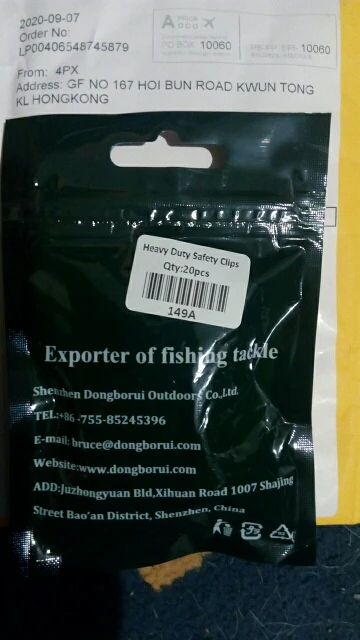 2020-09-07
Order No:
LP00406548745879
A PRIOR
PO BOX 10060
10060
From: 4PX
Address: GF NO 167 HOI BUN ROAD KWUN TONG
KL HONGKONG
Heavy Duty Safety Clips
Qty:20pcs
149A
Exporter of fishing tackle
Shenzhen Dongborui Outdoors Co.,Ltd.
TEL:+86-755-85245396
E-mail: bruce@dongborui.com
Website:www.dongborui.com
ADD:Juzhongyuan Bld,Xihuan Road 1007 Shajing
Street Bao'an District, Shenzhen, China